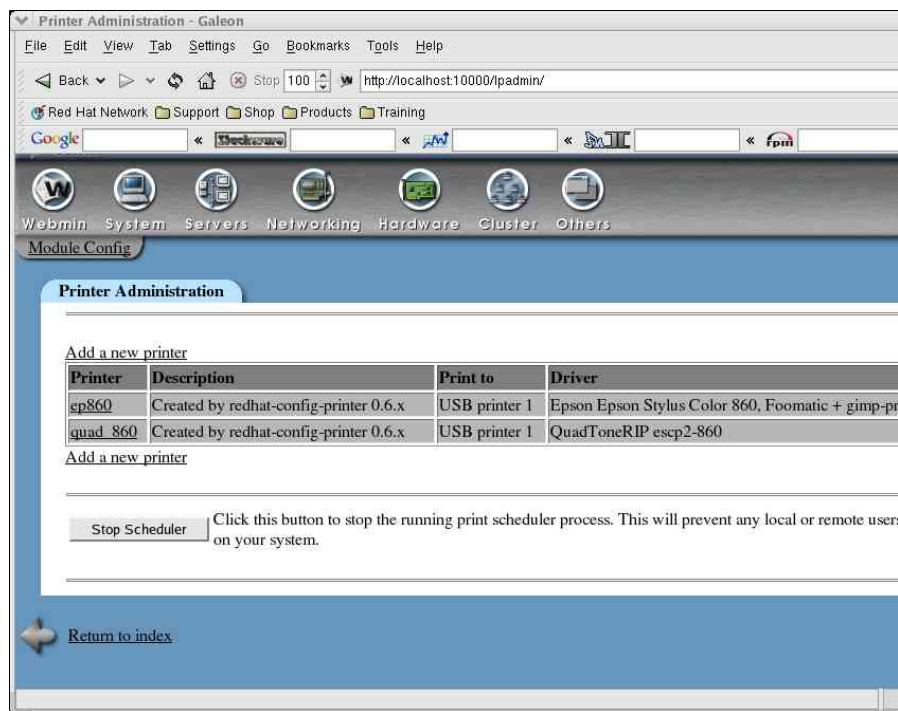 Printer Administration - Galeon
File Edit View Tab Settings Go Bookmarks Tools Help
Back Stop 100 http://localhost:10000/lpadmin/
Red Hat Network Support Shop Products Training
Google « « « « rpm
Webmin System Servers Networking Hardware Cluster Others
Module Config
Printer Administration
Add a new printer
Printer Description Print to Driver
ep860 Created by redhat-config-printer 0.6.x USB printer 1 Epson Epson Stylus Color 860, Foomatic + gimp-pr
quad_860 Created by redhat-config-printer 0.6.x USB printer 1 QuadToneRIP escp2-860
Add a new printer
Stop Scheduler Click this button to stop the running print scheduler process. This will prevent any local or remote users
on your system.
Return to index